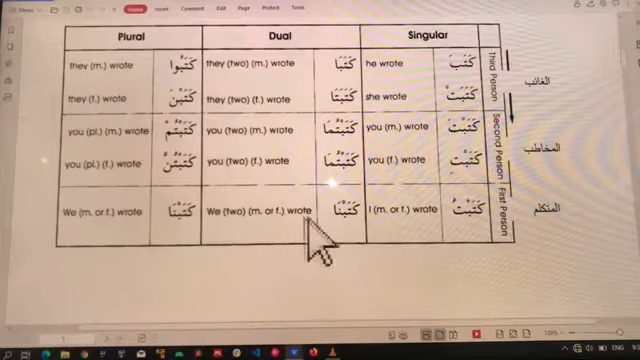 Menu
Home
Insert
Comment
Edit
Page
Protect
Tools
Plural Dual Singular
they (m.) wrote كَتَبُوا they (two) (m.) wrote كَتَبَا he wrote كَتَبَ Third Person الغائب
they (f.) wrote كَتَبْنَ they (two) (f.) wrote كَتَبَتَا she wrote كَتَبَتْ
you (pl.) (m.) wrote كَتَبْتُمْ you (two) (m.) wrote كَتَبْتُمَا you (m.) wrote كَتَبْتَ Second Person المخاطب
you (pl.) (f.) wrote كَتَبْتُنَّ you (two) (f.) wrote كَتَبْتُمَا you (f.) wrote كَتَبْتِ
We (m. or f.) wrote كَتَبْنَا We (two) (m. or f.) wrote كَتَبْنَا I (m. or f.) wrote كَتَبْتُ First Person المتكلم
100%
ENG